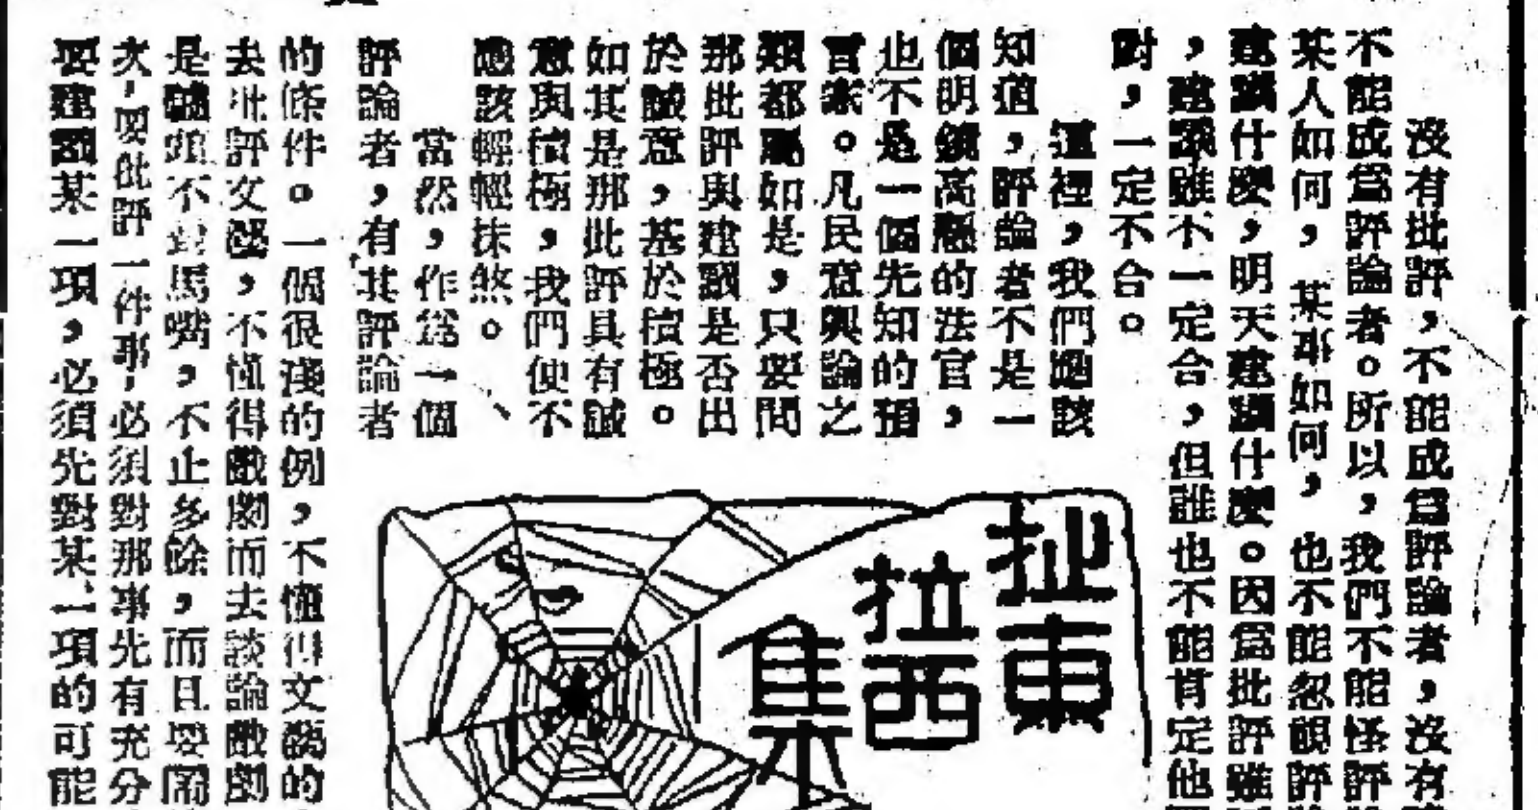 沒有批評,不能成爲評論者,沒有
不能成爲評論者。所以,我們不能怪評
某人如何,某事如何,也不能忽視評
建議什麼,明天建議什麼。因爲批評雖
,建議雖不一定合,但誰也不能肯定他
對,一定不合。
這裡,我們應該
知道,評論者不是一
個明鏡高懸的法官,
也不是一個先知的預
言家。凡民意輿論之
類都屬如是,只要問
那批評與建議是否出
於誠意,基於積極。
如其是那批評具有誠
意與積極,我們便不
應該輕輕抹煞。
當然,作爲一個
評論者,有其評論者
的條件。一個很淺的例,不懂得文藝的
去批評文藝,不懂得戲劇而去談論戲劇
是驢頭不對馬嘴,不止多餘,而且要鬧
次,要批評一件事,必須對那事先有充分
要建議某一項,必須先對某一項的可能
扯東
拉西
集